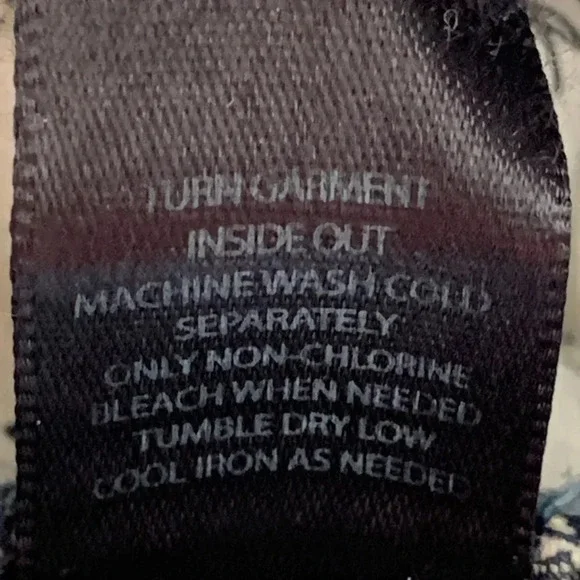 TURN GARMENT
INSIDE OUT
MACHINE WASH COLD
SEPARATELY
ONLY NON-CHLORINE
BLEACH WHEN NEEDED
TUMBLE DRY LOW
COOL IRON AS NEEDED